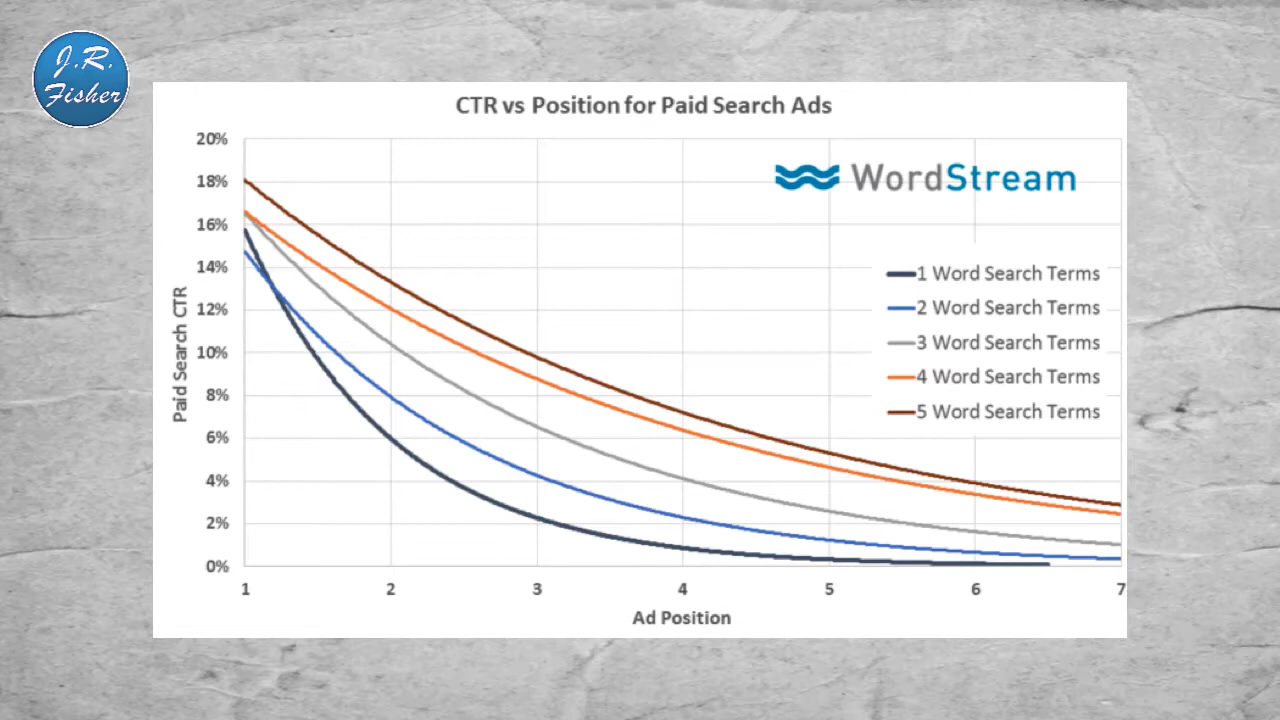 J.R.
Fisher
CTR vs Position for Paid Search Ads
WordStream
20%
18%
16%
14%
12%
10%
8%
6%
4%
2%
0%
Paid Search CTR
1 Word Search Terms
2 Word Search Terms
3 Word Search Terms
4 Word Search Terms
5 Word Search Terms
1 2 3 4 5 6 7
Ad Position